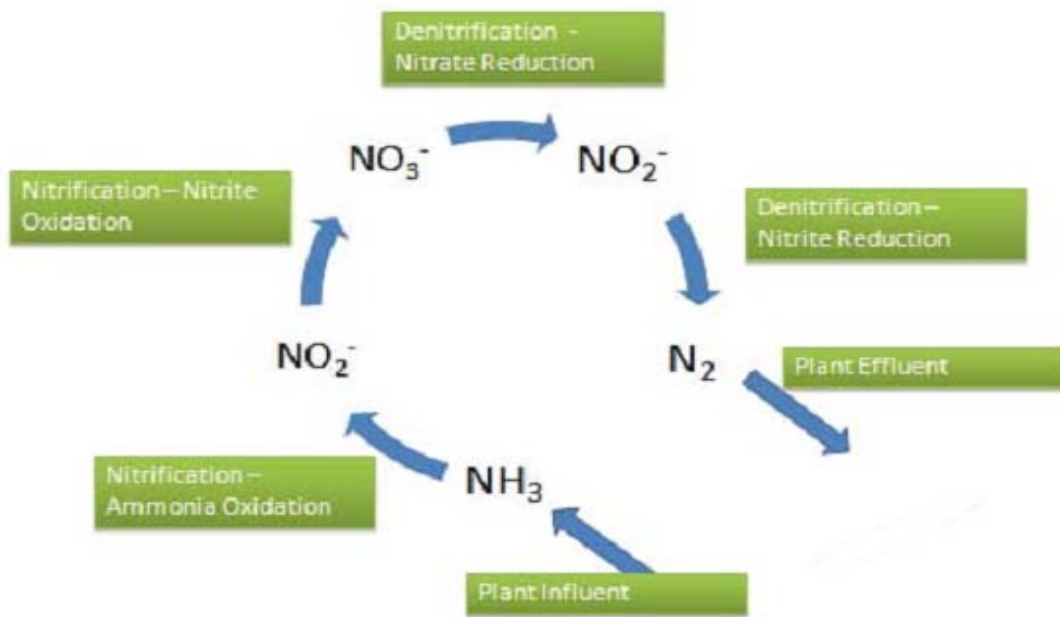 Denitrification -
Nitrate Reduction
NO₃⁻
NO₂⁻
Nitrification – Nitrite
Oxidation
Denitrification –
Nitrite Reduction
NO₂⁻
N₂
Plant Effluent
Nitrification –
Ammonia Oxidation
NH₃
Plant Influent